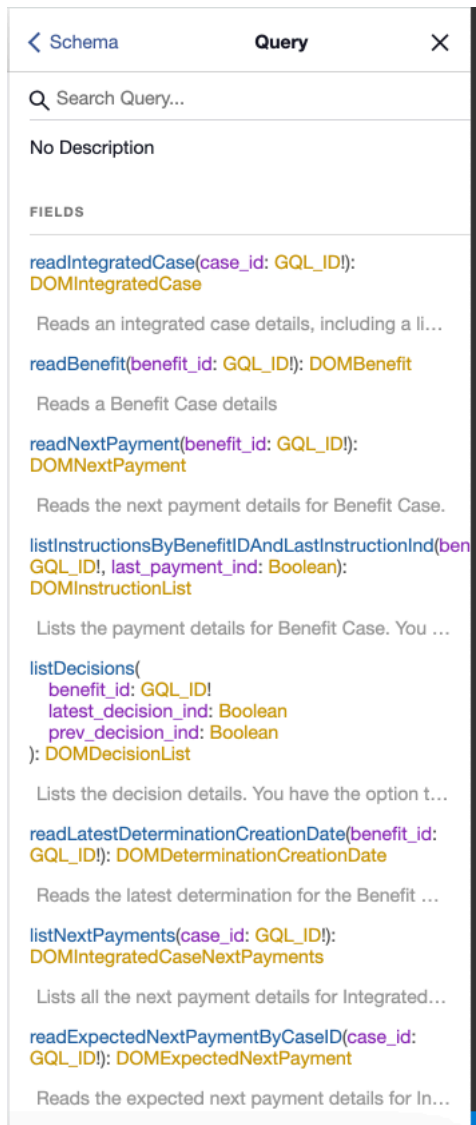 Schema Query
Search Query...
No Description
FIELDS
readIntegratedCase(case_id: GQL_ID!):
DOMIntegratedCase
Reads an integrated case details, including a li…
readBenefit(benefit_id: GQL_ID!): DOMBenefit
Reads a Benefit Case details
readNextPayment(benefit_id: GQL_ID!):
DOMNextPayment
Reads the next payment details for Benefit Case.
listInstructionsByBenefitIDAndLastInstructionInd(ben
GQL_ID!, last_payment_ind: Boolean):
DOMInstructionList
Lists the payment details for Benefit Case. You …
listDecisions(
benefit_id: GQL_ID!
latest_decision_ind: Boolean
prev_decision_ind: Boolean
): DOMDecisionList
Lists the decision details. You have the option t…
readLatestDeterminationCreationDate(benefit_id:
GQL_ID!): DOMDeterminationCreationDate
Reads the latest determination for the Benefit …
listNextPayments(case_id: GQL_ID!):
DOMIntegratedCaseNextPayments
Lists all the next payment details for Integrated…
readExpectedNextPaymentByCaseID(case_id:
GQL_ID!): DOMExpectedNextPayment
Reads the expected next payment details for In…